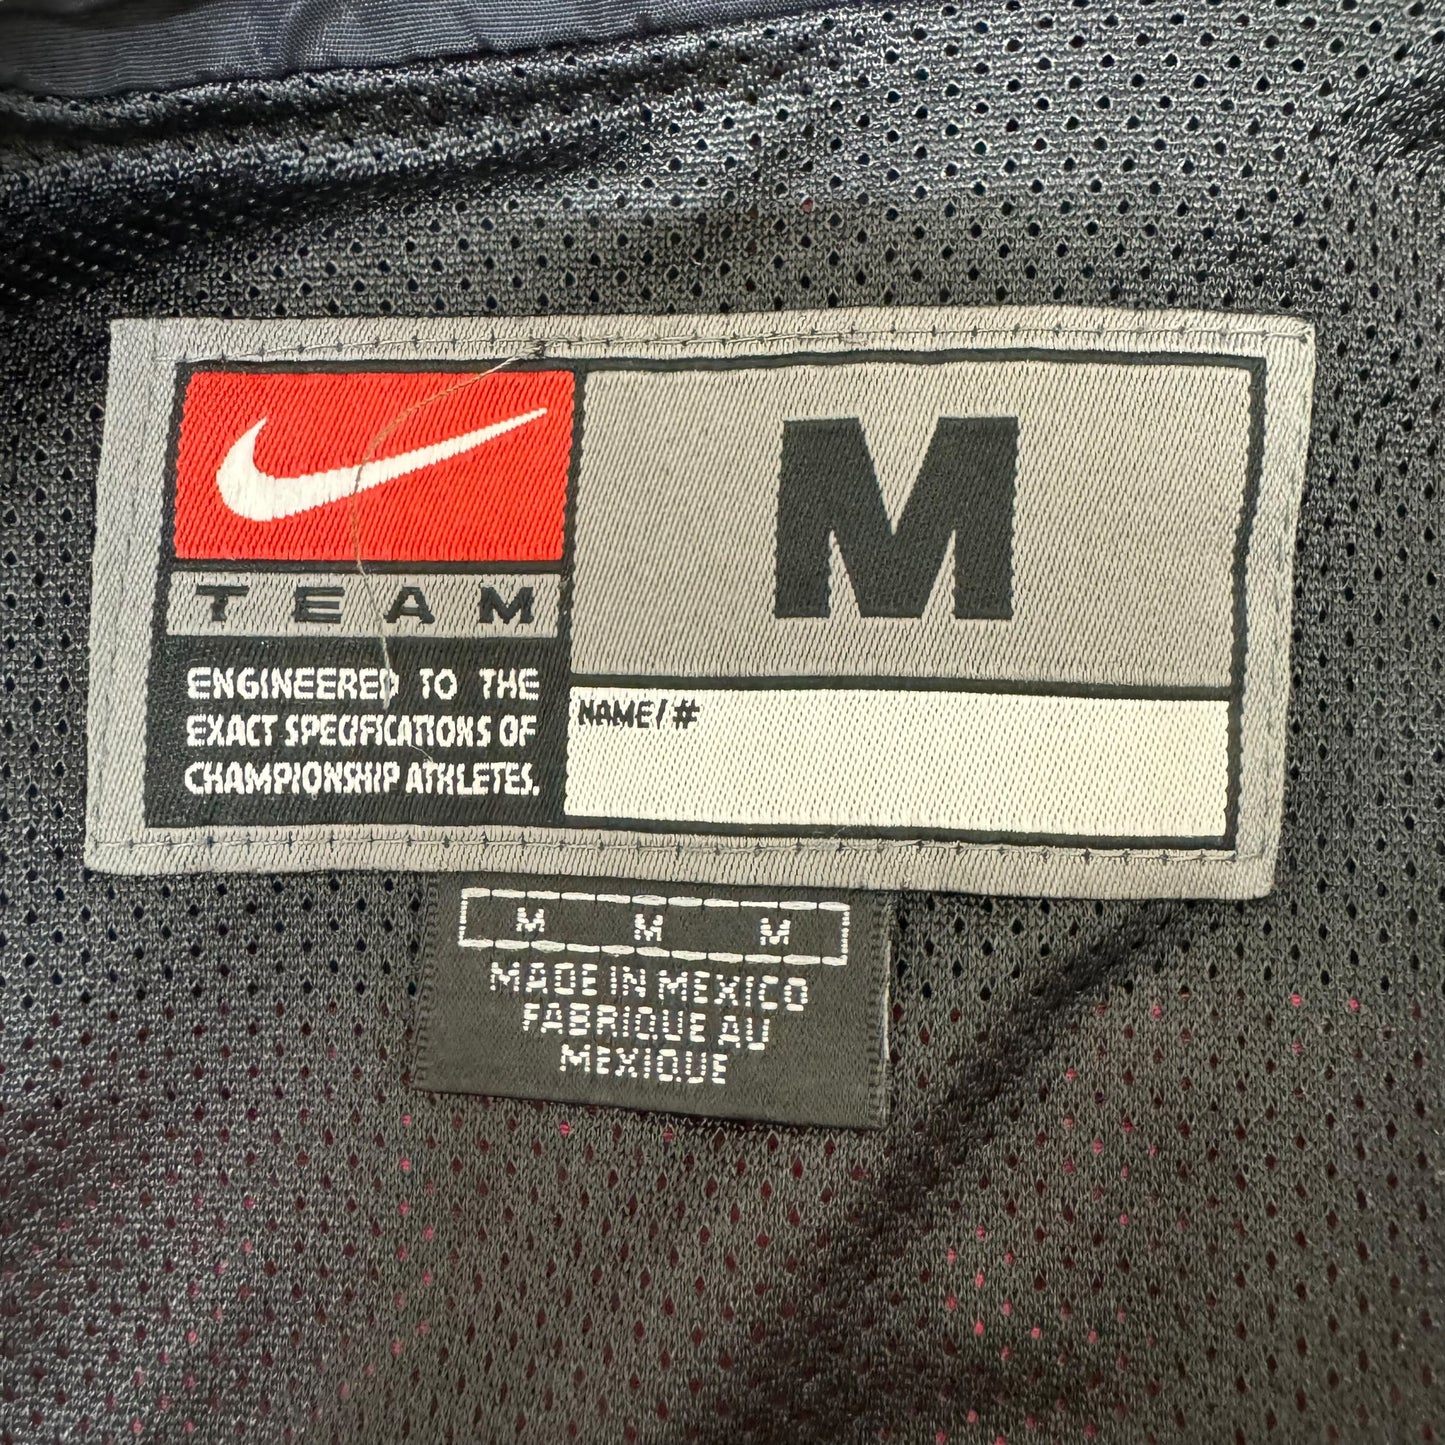 TEAM
ENGINEERED TO THE
EXACT SPECIFICATIONS OF
CHAMPIONSHIP ATHLETES.
M
NAME/#
M M M
MADE IN MEXICO
FABRIQUE AU
MEXIQUE